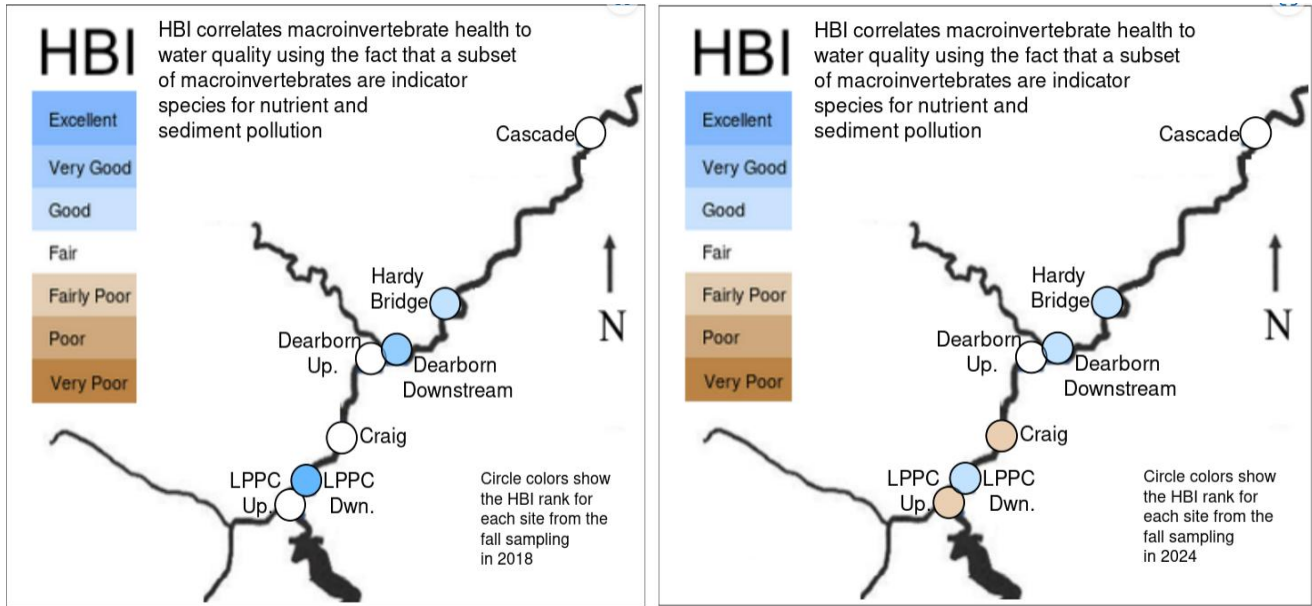 HBI
HBI correlates macroinvertebrate health to
water quality using the fact that a subset
of macroinvertebrates are indicator
species for nutrient and
sediment pollution
Excellent
Very Good
Good
Fair
Fairly Poor
Poor
Very Poor
Cascade
Hardy
Bridge
N
Dearborn
Up.
Dearborn
Downstream
Craig
LPPC
Up.
LPPC
Dwn.
Circle colors show
the HBI rank for
each site from the
fall sampling
in 2018
HBI
HBI correlates macroinvertebrate health to
water quality using the fact that a subset
of macroinvertebrates are indicator
species for nutrient and
sediment pollution
Excellent
Very Good
Good
Fair
Fairly Poor
Poor
Very Poor
Cascade
Hardy
Bridge
N
Dearborn
Up.
Dearborn
Downstream
Craig
LPPC
Up.
LPPC
Dwn.
Circle colors show
the HBI rank for
each site from the
fall sampling
in 2024